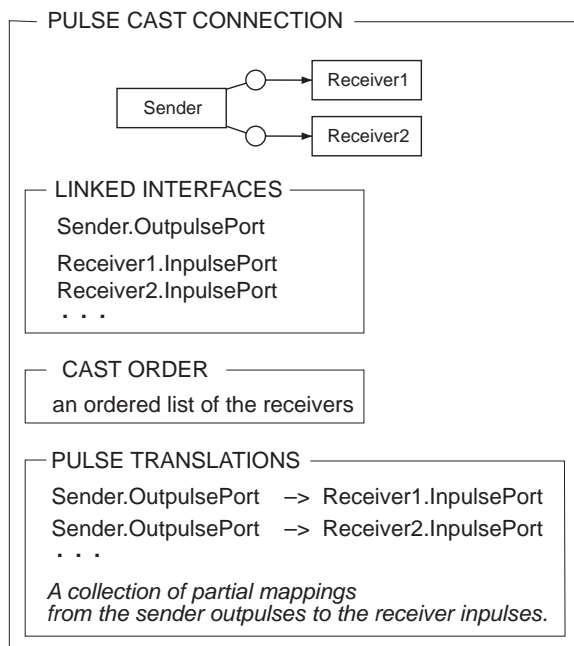 PULSE CAST CONNECTION
Receiver1
Sender
Receiver2
LINKED INTERFACES
Sender.OutpulsePort
Receiver1.InpulsePort
Receiver2.InpulsePort
. . .
CAST ORDER
an ordered list of the receivers
PULSE TRANSLATIONS
Sender.OutpulsePort –> Receiver1.InpulsePort
Sender.OutpulsePort –> Receiver2.InpulsePort
. . .
A collection of partial mappings
from the sender outpulses to the receiver inpulses.